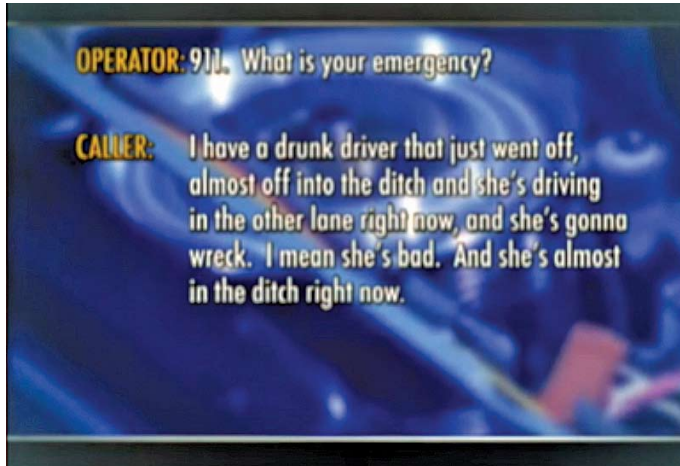 OPERATOR: 911. What is your emergency?
CALLER: I have a drunk driver that just went off,
almost off into the ditch and she's driving
in the other lane right now, and she's gonna
wreck. I mean she's bad. And she's almost
in the ditch right now.